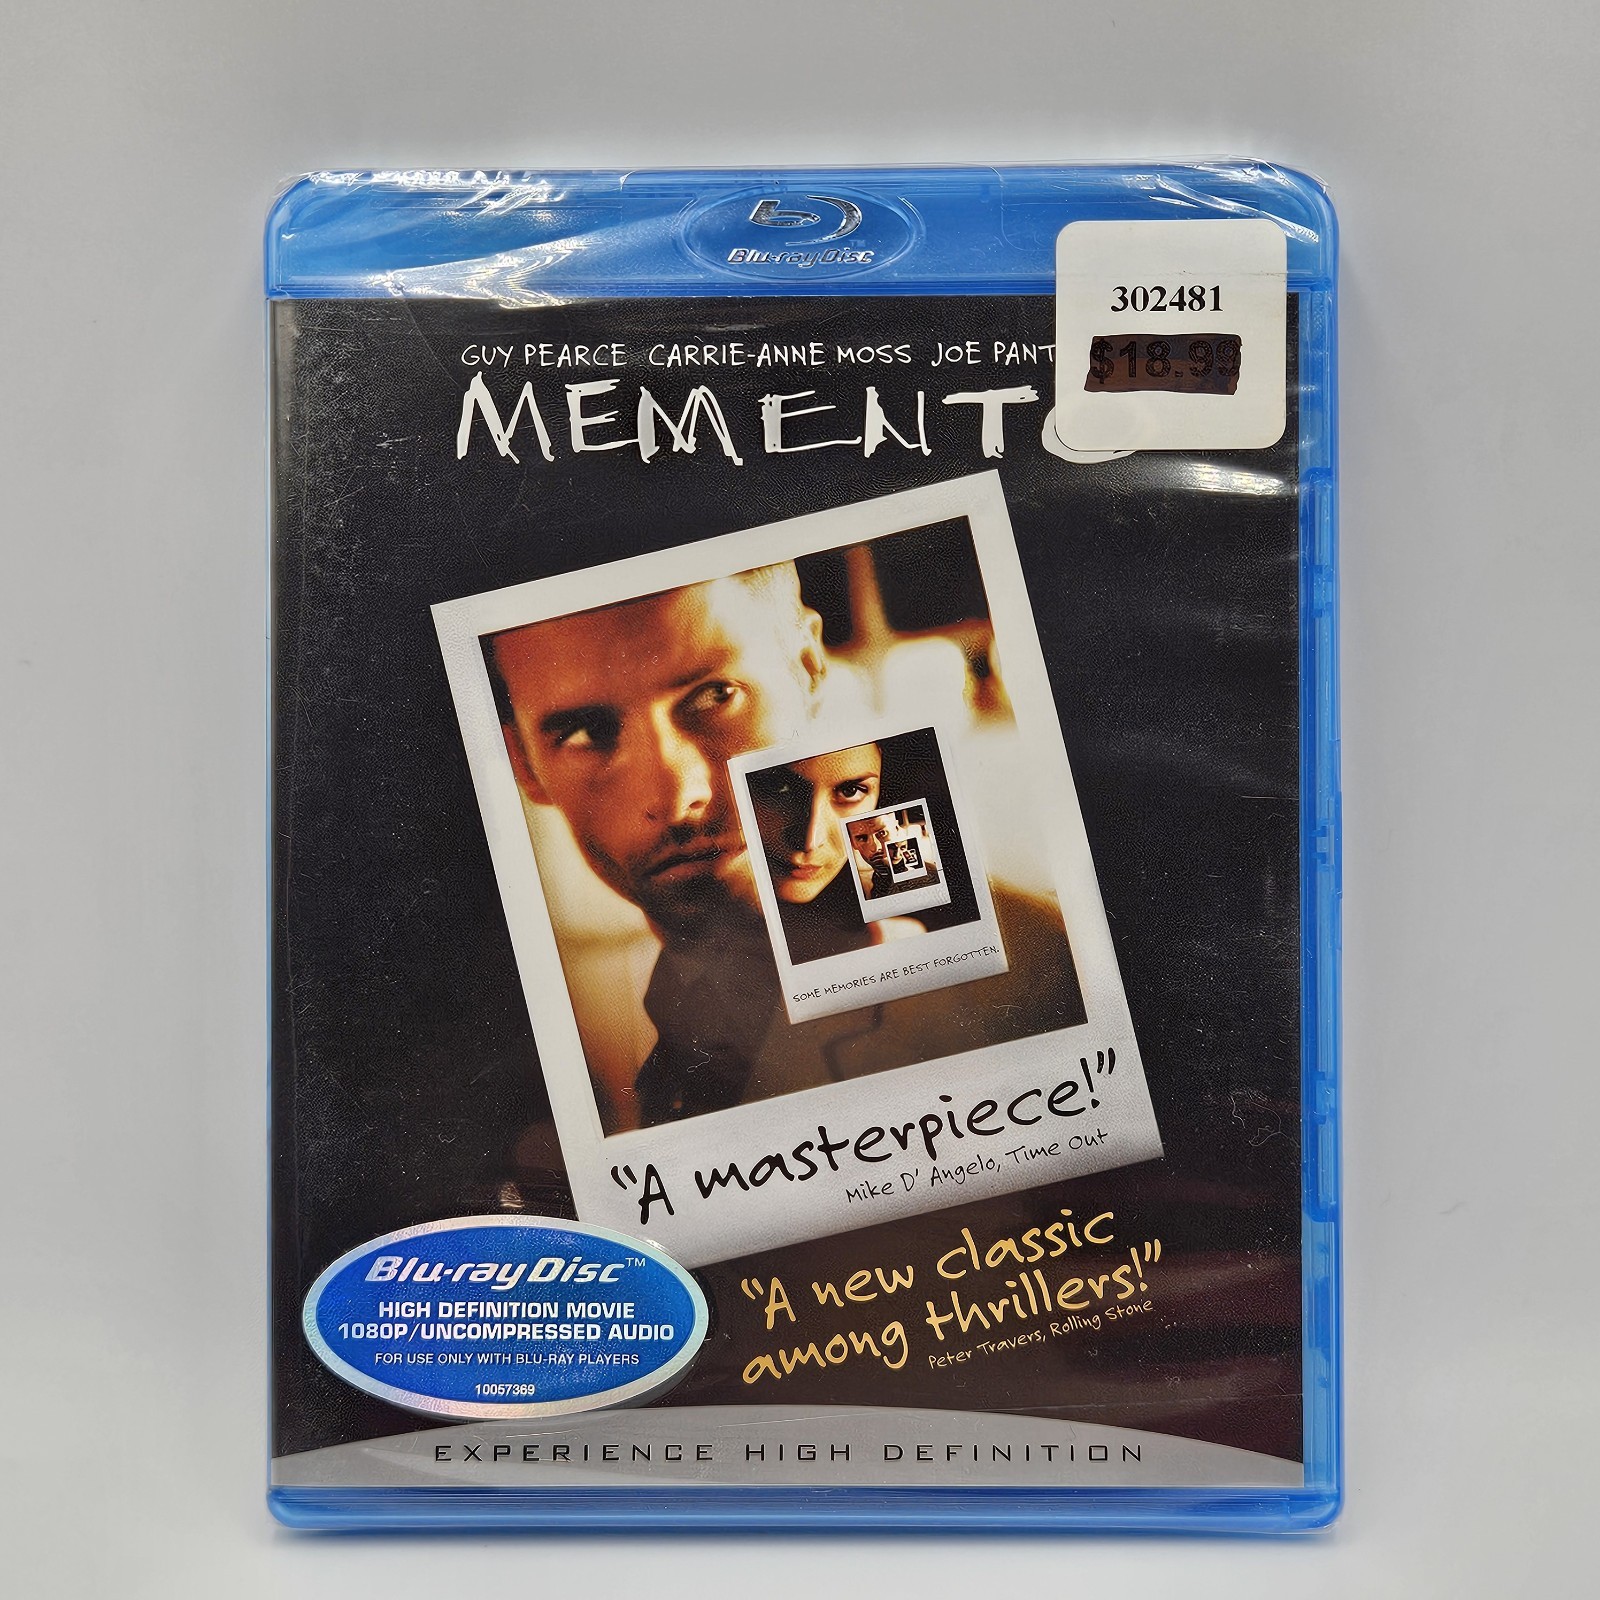 Blu-ray Disc
302481
$18.99
GUY PEARCE CARRIE-ANNE MOSS JOE PANT
MEMENTO
SOME MEMORIES ARE BEST FORGOTTEN.
"A masterpiece!"
Mike D'Angelo, Time Out
"A new classic
among thrillers!"
Peter Travers, Rolling Stone
Blu-ray Disc™
HIGH DEFINITION MOVIE
1080P/UNCOMPRESSED AUDIO
FOR USE ONLY WITH BLU-RAY PLAYERS
10057369
EXPERIENCE HIGH DEFINITION